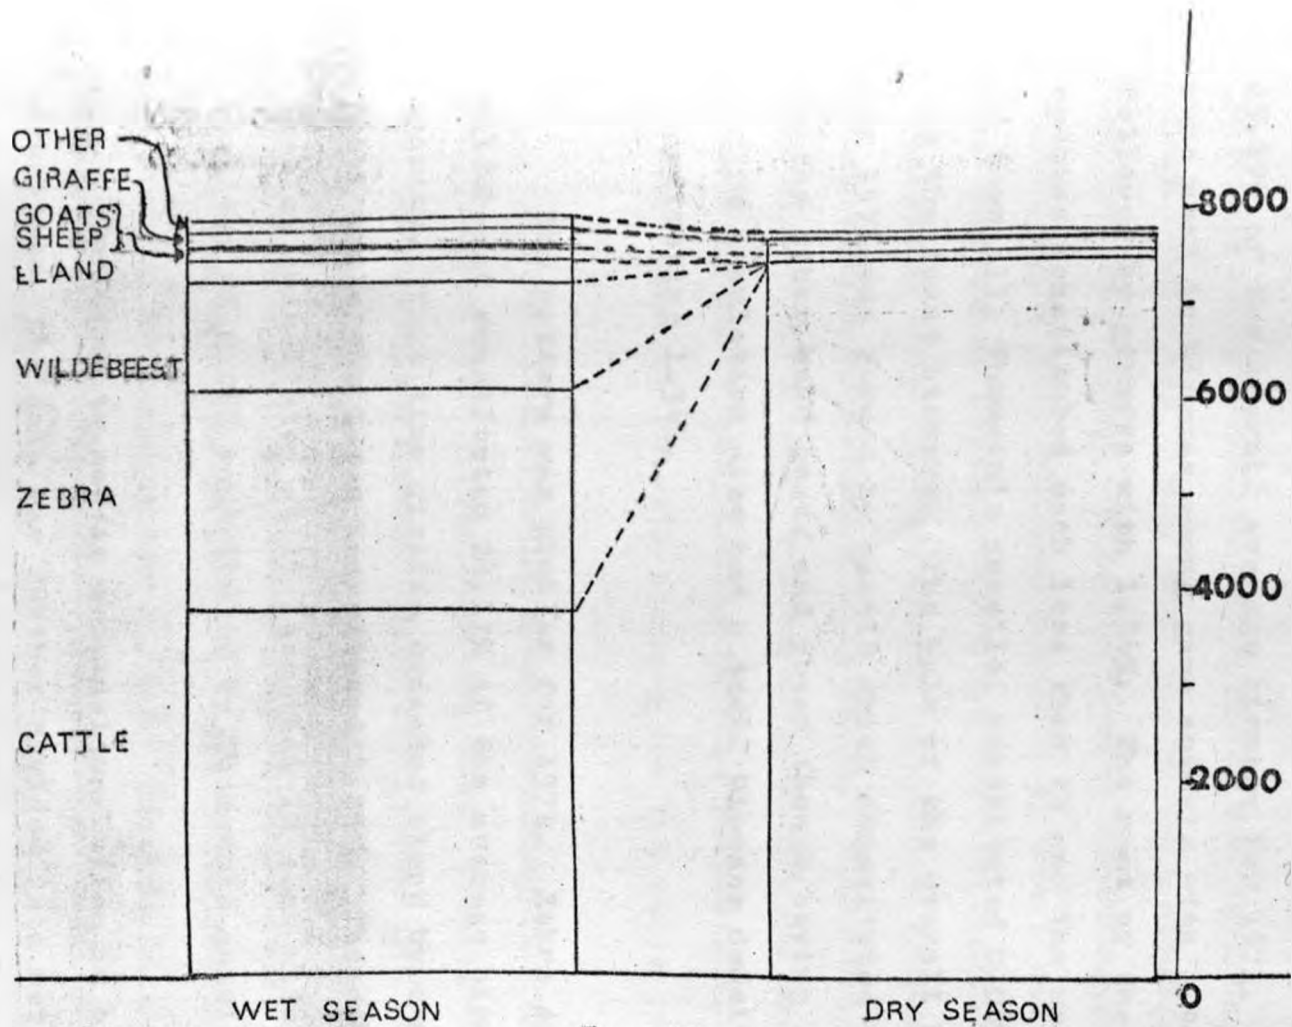 OTHER
GIRAFFE
GOATS
SHEEP
ELAND
WILDEBEEST
ZEBRA
CATTLE
8000
6000
4000
2000
0
WET SEASON
DRY SEASON